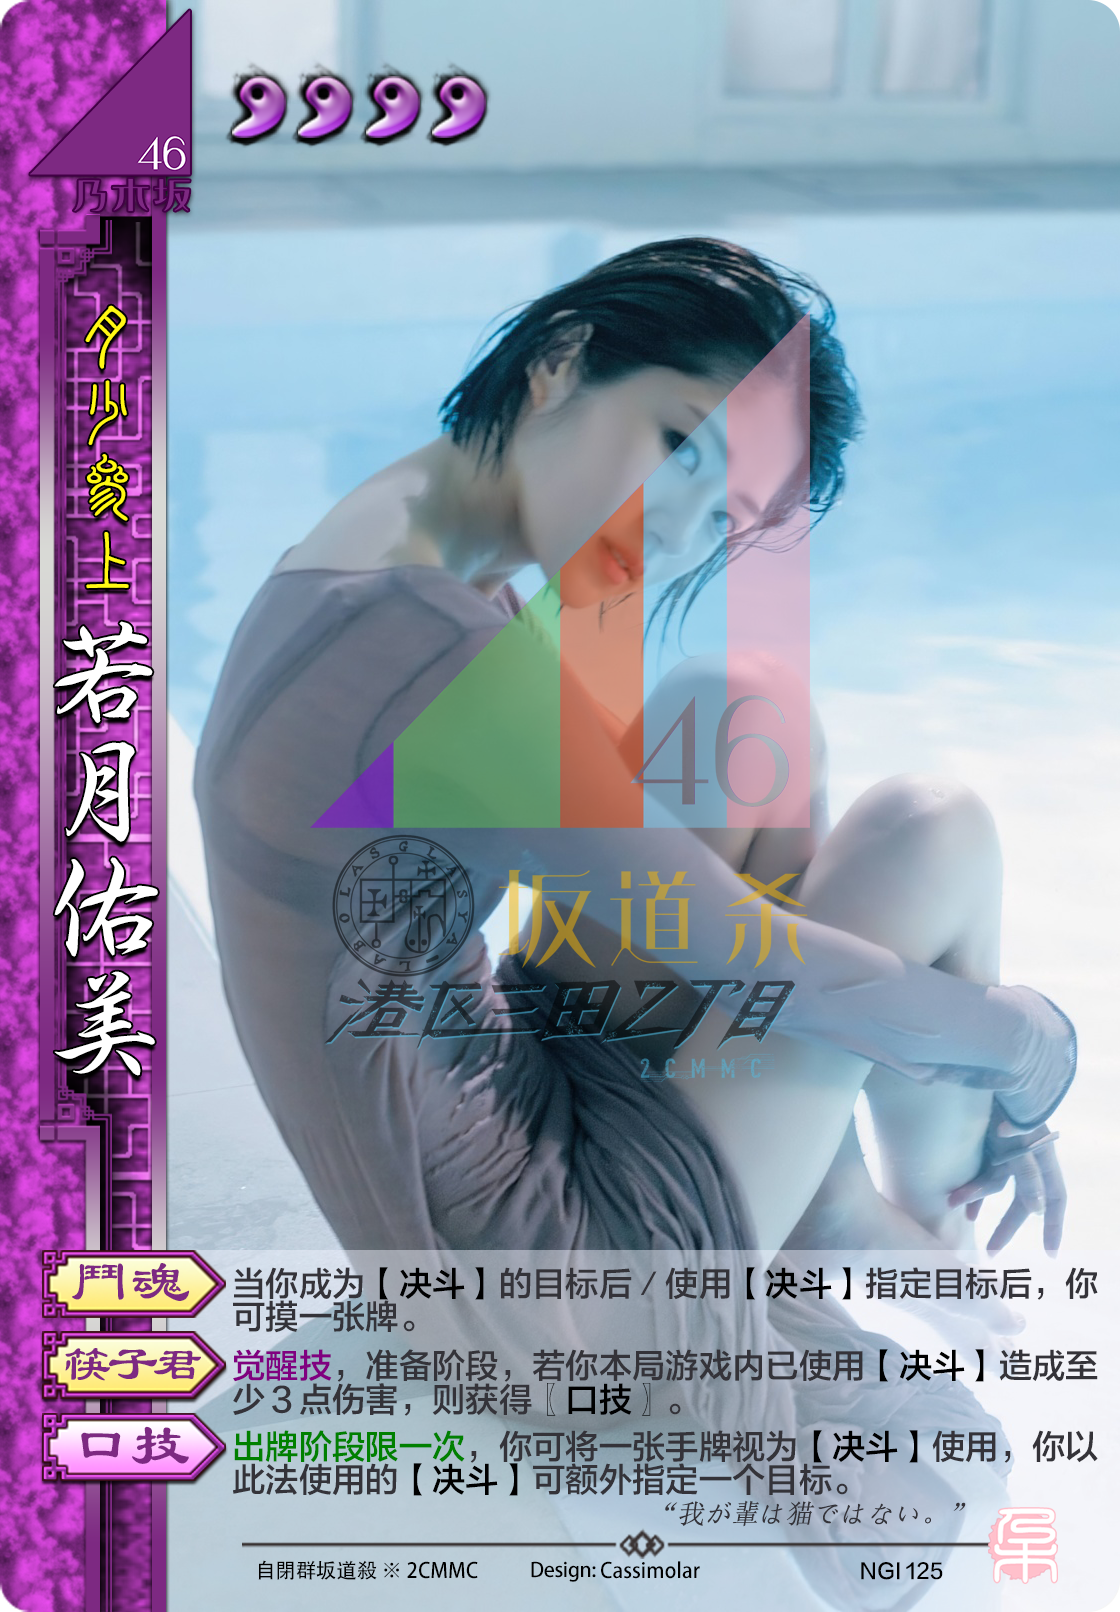 46
乃木坂
月少參上
若月佑美
46
GLASYA LABOLAS
坂道杀
港区三田2丁目
2CMMC
鬥魂
当你成为【决斗】的目标后/使用【决斗】指定目标后，你
可摸一张牌。
筷子君
觉醒技，准备阶段，若你本局游戏内已使用【决斗】造成至
少3点伤害，则获得〖口技〗。
口技
出牌阶段限一次，你可将一张手牌视为【决斗】使用，你以
此法使用的【决斗】可额外指定一个目标。
“我が輩は猫ではない。”
自閉群坂道殺 ※ 2CMMC
Design: Cassimolar
NGI 125